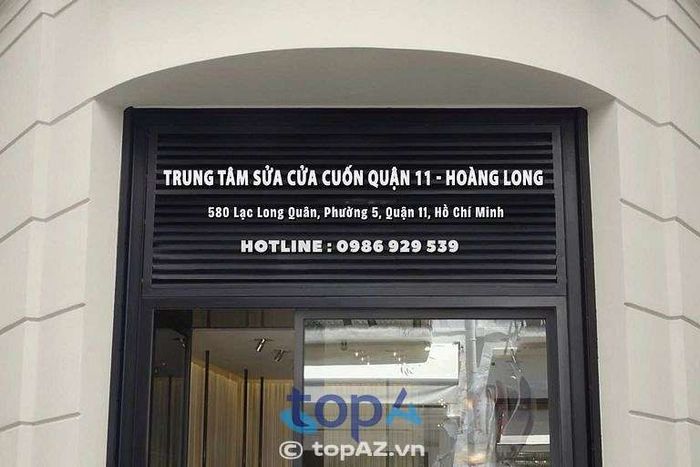 TRUNG TÂM SỬA CỬA CUỐN QUẬN 11 - HOÀNG LONG
580 Lạc Long Quân, Phường 5, Quận 11, Hồ Chí Minh
HOTLINE : 0986 929 539
topA
© topAZ.vn